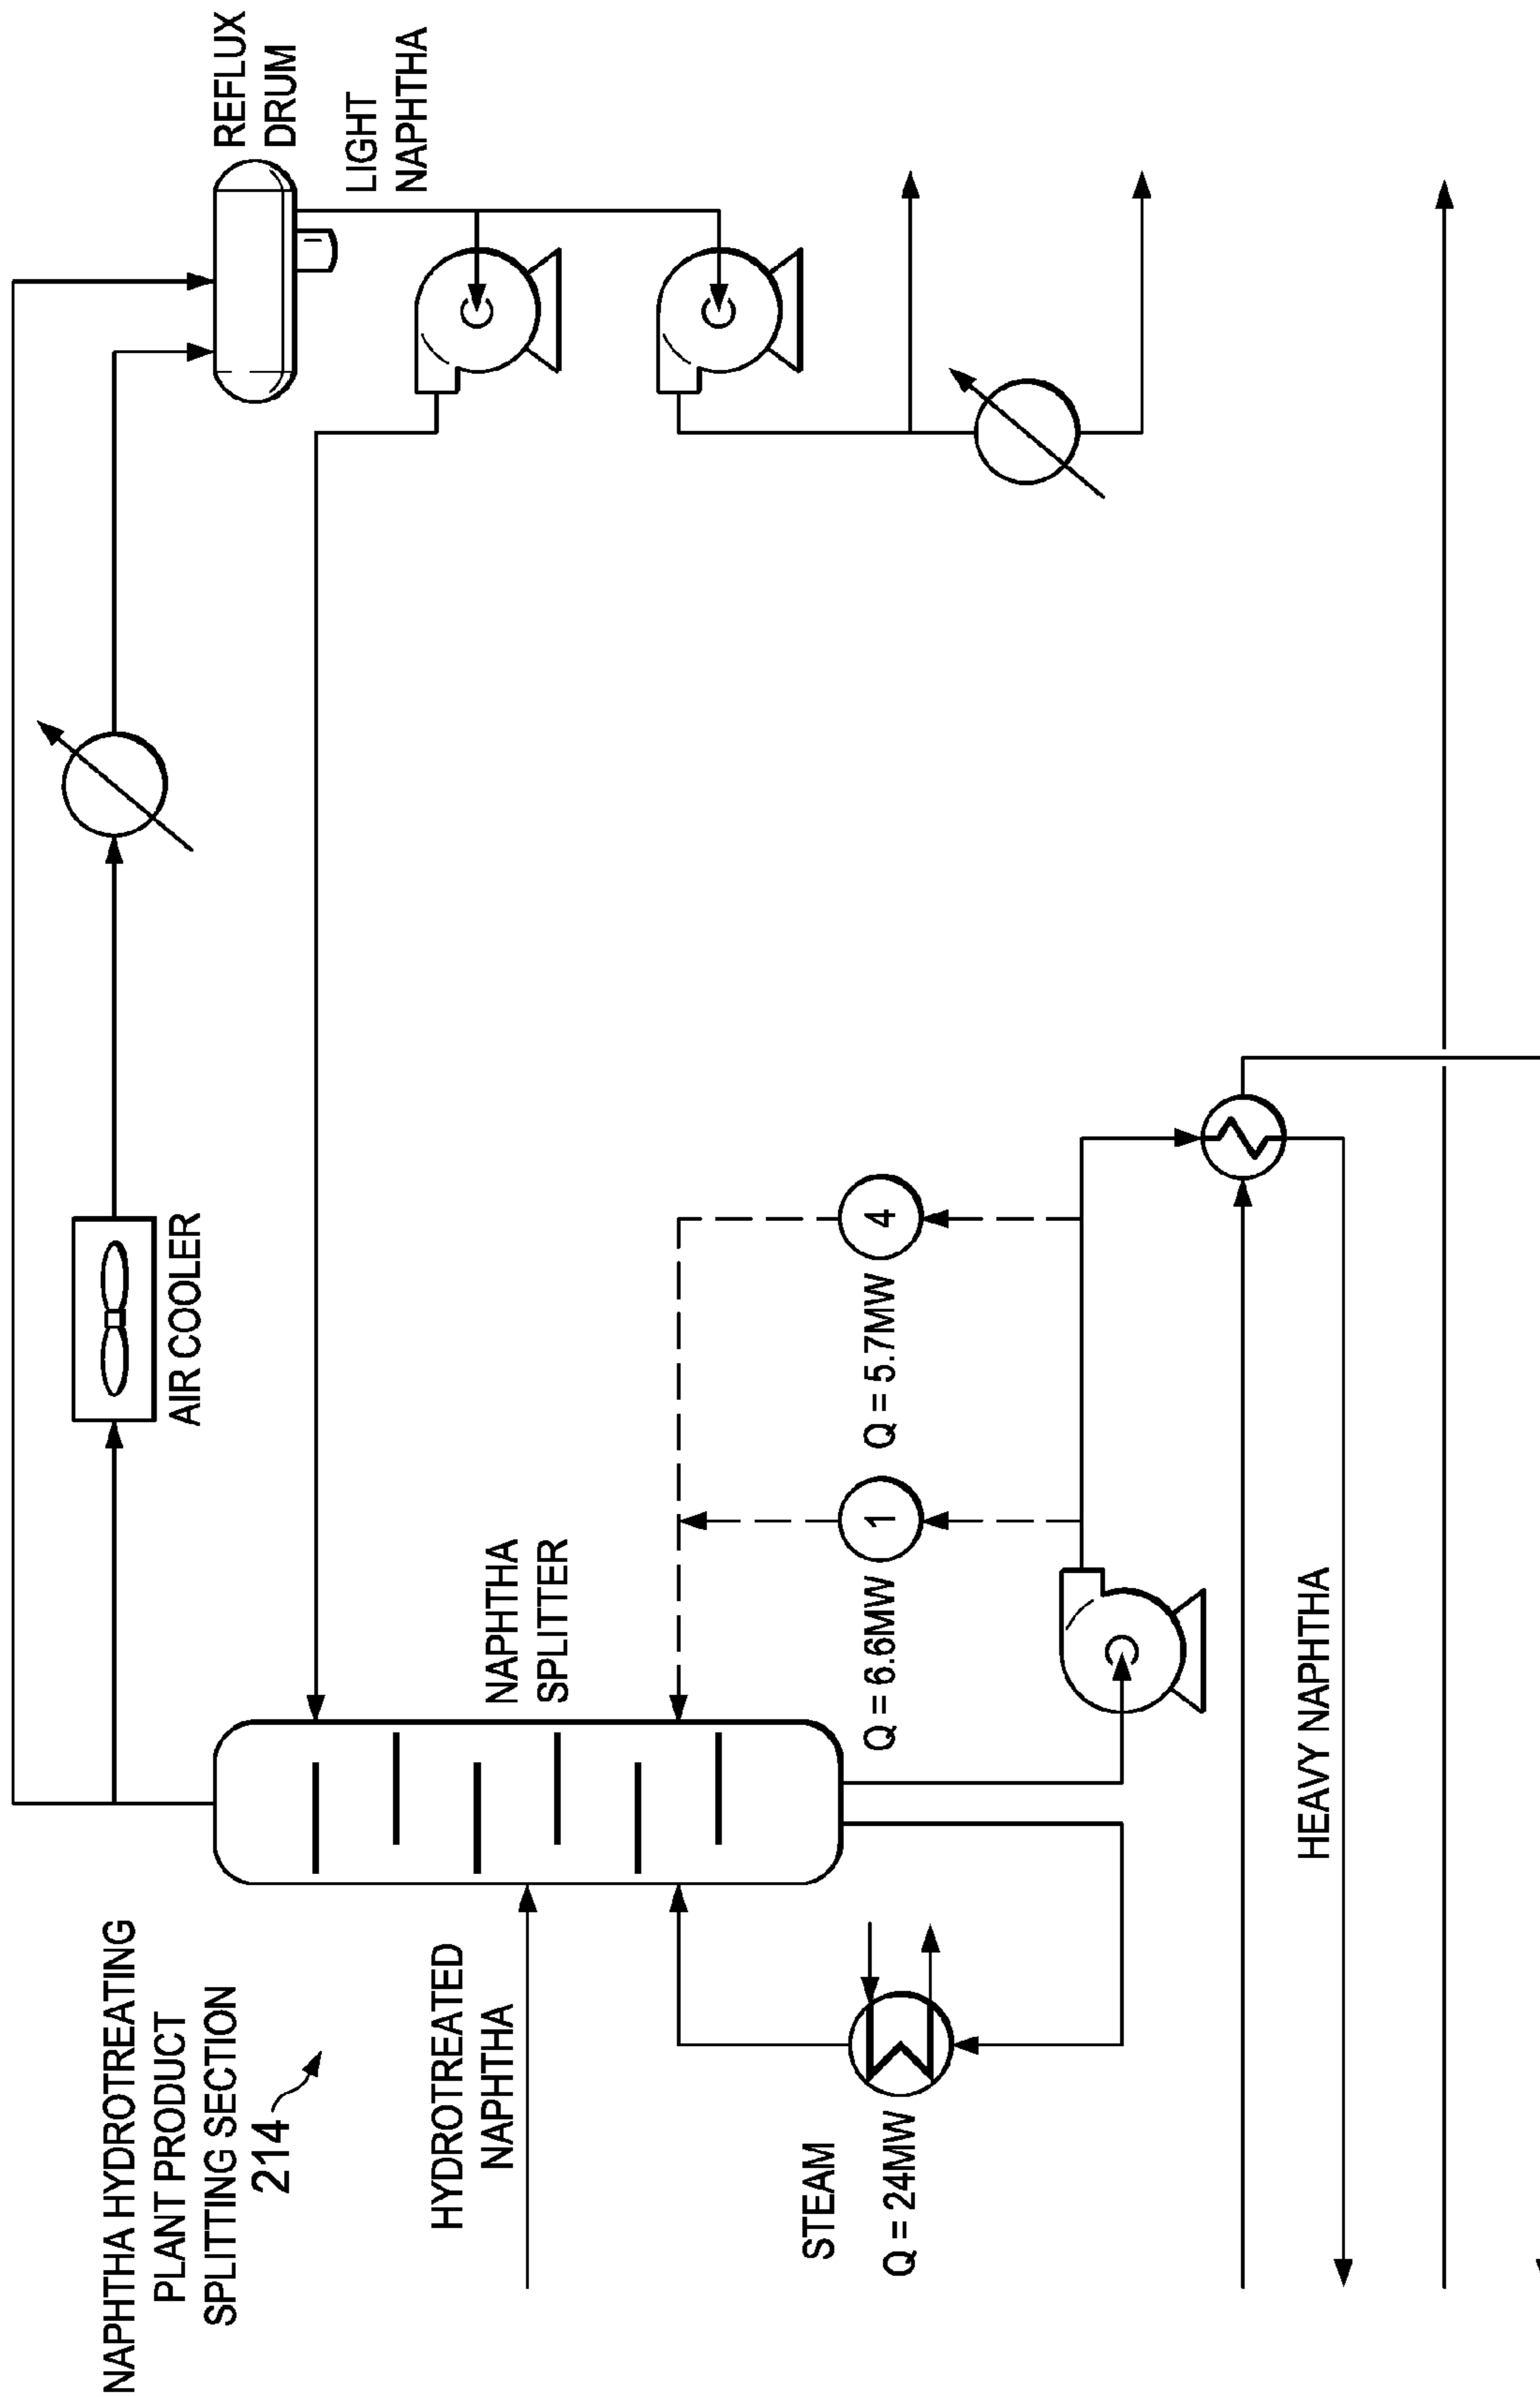 NAPHTHA HYDROTREATING
PLANT PRODUCT
SPLITTING SECTION
214
AIR COOLER
REFLUX
DRUM
LIGHT
NAPHTHA
NAPHTHA
SPLITTER
HYDROTREATED
NAPHTHA
STEAM
Q = 24MW
Q = 6.6MW
1
Q = 5.7MW
4
HEAVY NAPHTHA